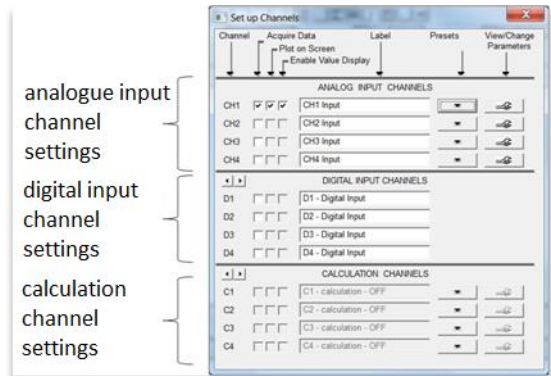 Set up Channels
Channel Acquire Data Label Presets View/Change
Plot on Screen Parameters
Enable Value Display
ANALOG INPUT CHANNELS
analogue input
channel
settings
CH1 CH1 Input
CH2 CH2 Input
CH3 CH3 Input
CH4 CH4 Input
DIGITAL INPUT CHANNELS
digital input
channel
settings
D1 D1 - Digital Input
D2 D2 - Digital Input
D3 D3 - Digital Input
D4 D4 - Digital Input
CALCULATION CHANNELS
calculation
channel
settings
C1 C1 - calculation - OFF
C2 C2 - calculation - OFF
C3 C3 - calculation - OFF
C4 C4 - calculation - OFF